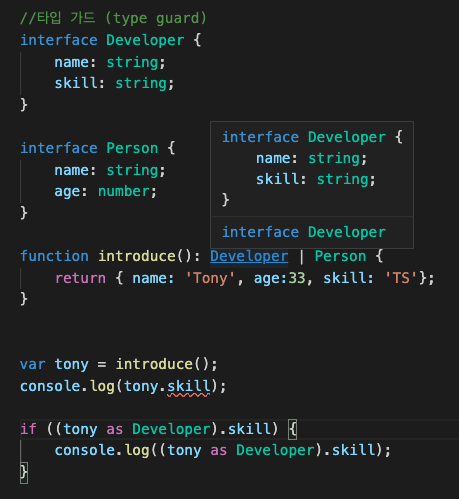 //타입 가드 (type guard)
interface Developer {
    name: string;
    skill: string;
}
interface Person {
    name: string;
    age: number;
}
interface Developer {
    name: string;
    skill: string;
}
interface Developer
function introduce(): Developer | Person {
    return { name: 'Tony', age:33, skill: 'TS'};
}
var tony = introduce();
console.log(tony.skill);
if ((tony as Developer).skill) {
    console.log((tony as Developer).skill);
}